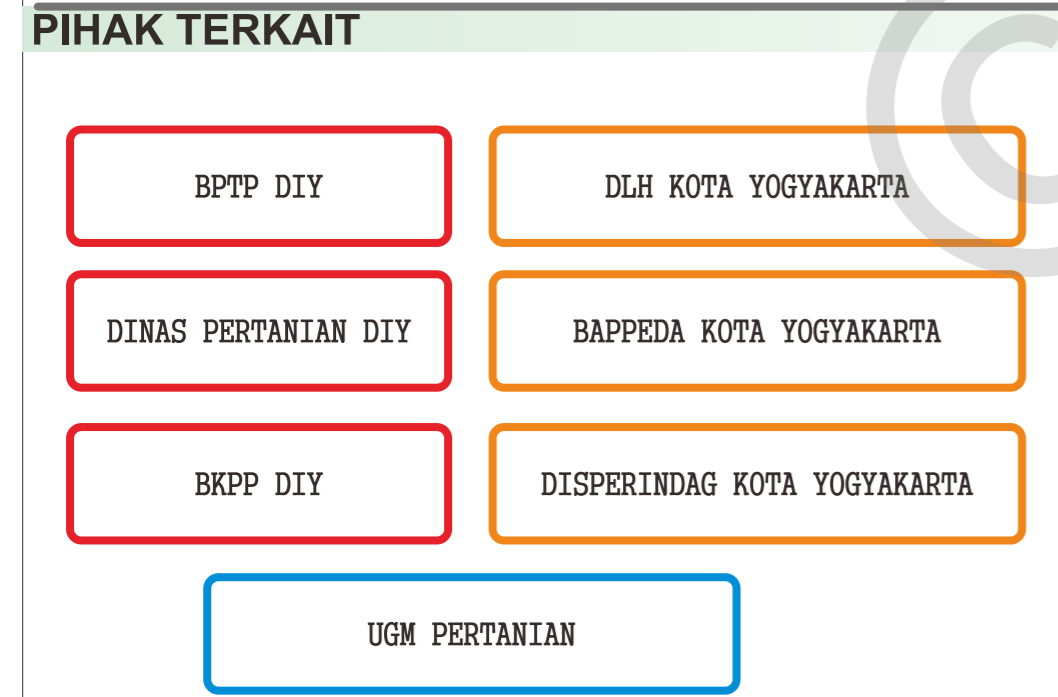 PIHAK TERKAIT
BPTP DIY
DLH KOTA YOGYAKARTA
DINAS PERTANIAN DIY
BAPPEDA KOTA YOGYAKARTA
BKPP DIY
DISPERINDAG KOTA YOGYAKARTA
UGM PERTANIAN